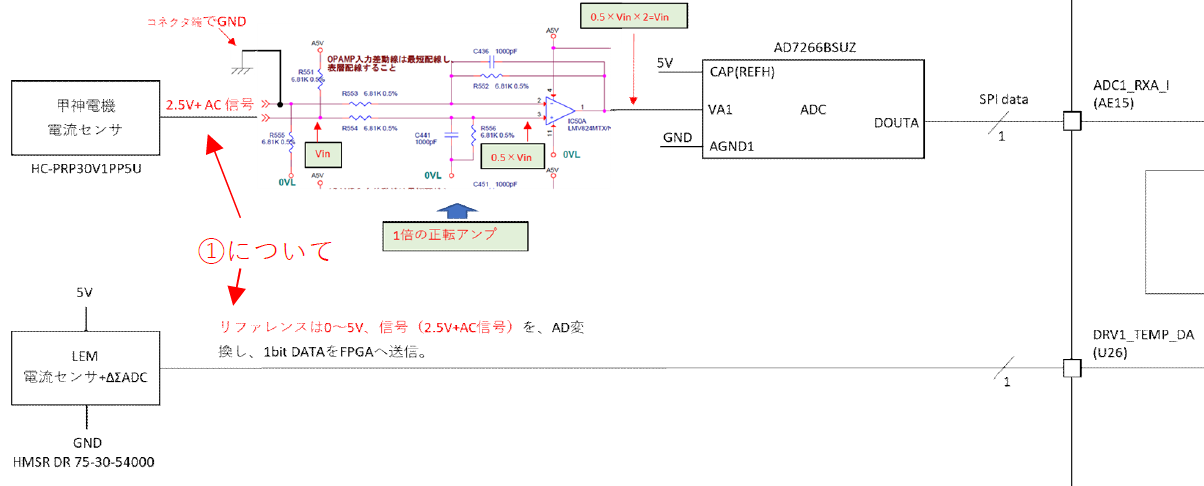 コネクタ端でGND
0.5×Vin×2=Vin
A5V
OPAMP入力差動線は最短配線し、
表層配線すること
C436 1000pF
A5V
AD7266BSUZ
R551
6.81K 0.5%
R552 6.81K 0.5%
5V
CAP(REFH)
ADC1_RXA_I
(AE15)
甲神電機
電流センサ
2.5V+ AC 信号
R553 6.81K 0.5%
2
4
1
VA1
ADC
SPI data
3
R554 6.81K 0.5%
IC50A
LMV824MTX/N
DOUTA
1
R555
6.81K 0.5%
C441
1000pF
R556
6.81K 0.5%
11
GND
AGND1
HC-PRP30V1PP5U
Vin
0.5×Vin
0VL
0VL
0VL
A5V
C451 1000pF
A5V
1倍の正転アンプ
①について
5V
リファレンスは0～5V、信号（2.5V+AC信号）を、AD変
換し、1bit DATAをFPGAへ送信。
DRV1_TEMP_DA
(U26)
LEM
電流センサ+ΔΣADC
1
GND
HMSR DR 75-30-54000